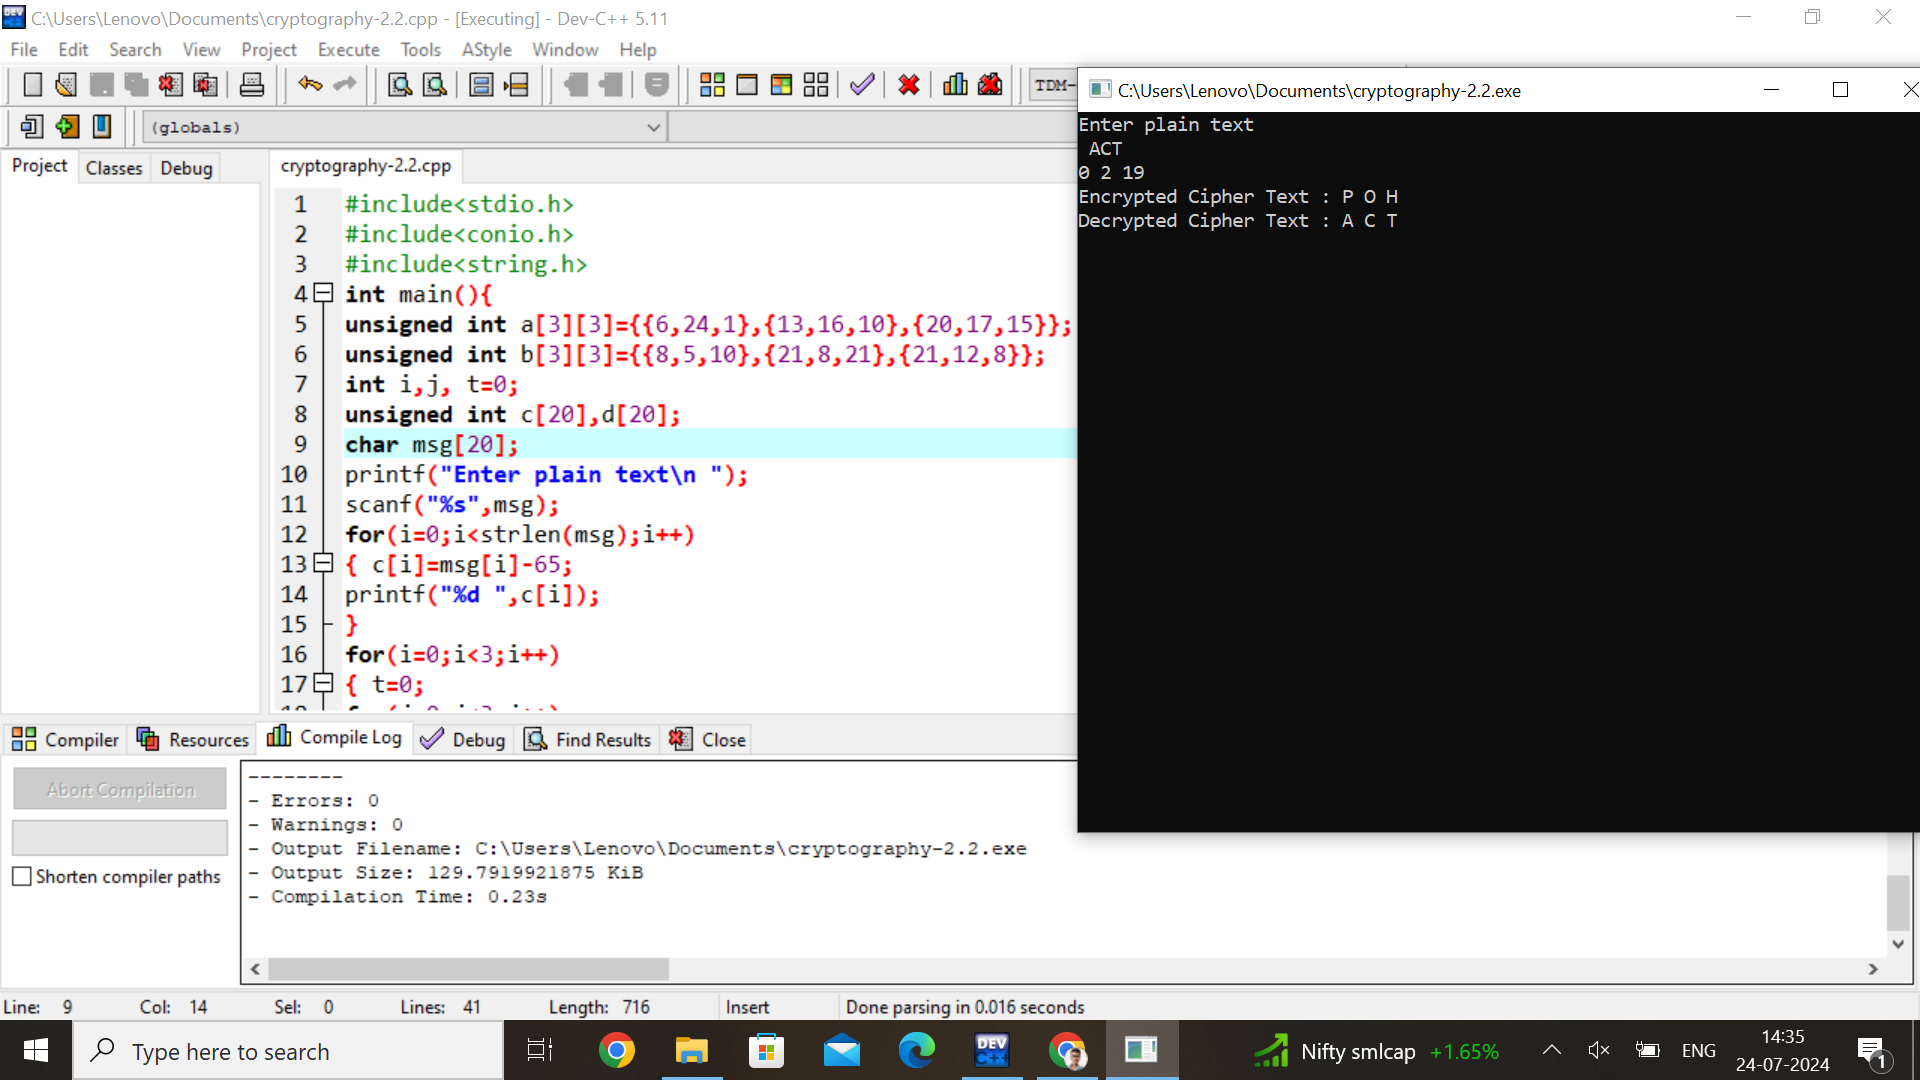 C:\Users\Lenovo\Documents\cryptography-2.2.cpp - [Executing] - Dev-C++ 5.11
File Edit Search View Project Execute Tools AStyle Window Help
TDM-
(globals)
Project Classes Debug
cryptography-2.2.cpp
1 #include<stdio.h>
2 #include<conio.h>
3 #include<string.h>
4 int main(){
5 unsigned int a[3][3]={{6,24,1},{13,16,10},{20,17,15}};
6 unsigned int b[3][3]={{8,5,10},{21,8,21},{21,12,8}};
7 int i,j, t=0;
8 unsigned int c[20],d[20];
9 char msg[20];
10 printf("Enter plain text\n ");
11 scanf("%s",msg);
12 for(i=0;i<strlen(msg);i++)
13 { c[i]=msg[i]-65;
14 printf("%d ",c[i]);
15 }
16 for(i=0;i<3;i++)
17 { t=0;
C:\Users\Lenovo\Documents\cryptography-2.2.exe
Enter plain text
ACT
0 2 19
Encrypted Cipher Text : P O H
Decrypted Cipher Text : A C T
Compiler Resources Compile Log Debug Find Results Close
Abort Compilation
Shorten compiler paths
--------
- Errors: 0
- Warnings: 0
- Output Filename: C:\Users\Lenovo\Documents\cryptography-2.2.exe
- Output Size: 129.7919921875 KiB
- Compilation Time: 0.23s
Line: 9 Col: 14 Sel: 0 Lines: 41 Length: 716 Insert Done parsing in 0.016 seconds
Type here to search
DEV C++
Nifty smlcap +1.65%
ENG
14:35
24-07-2024
1